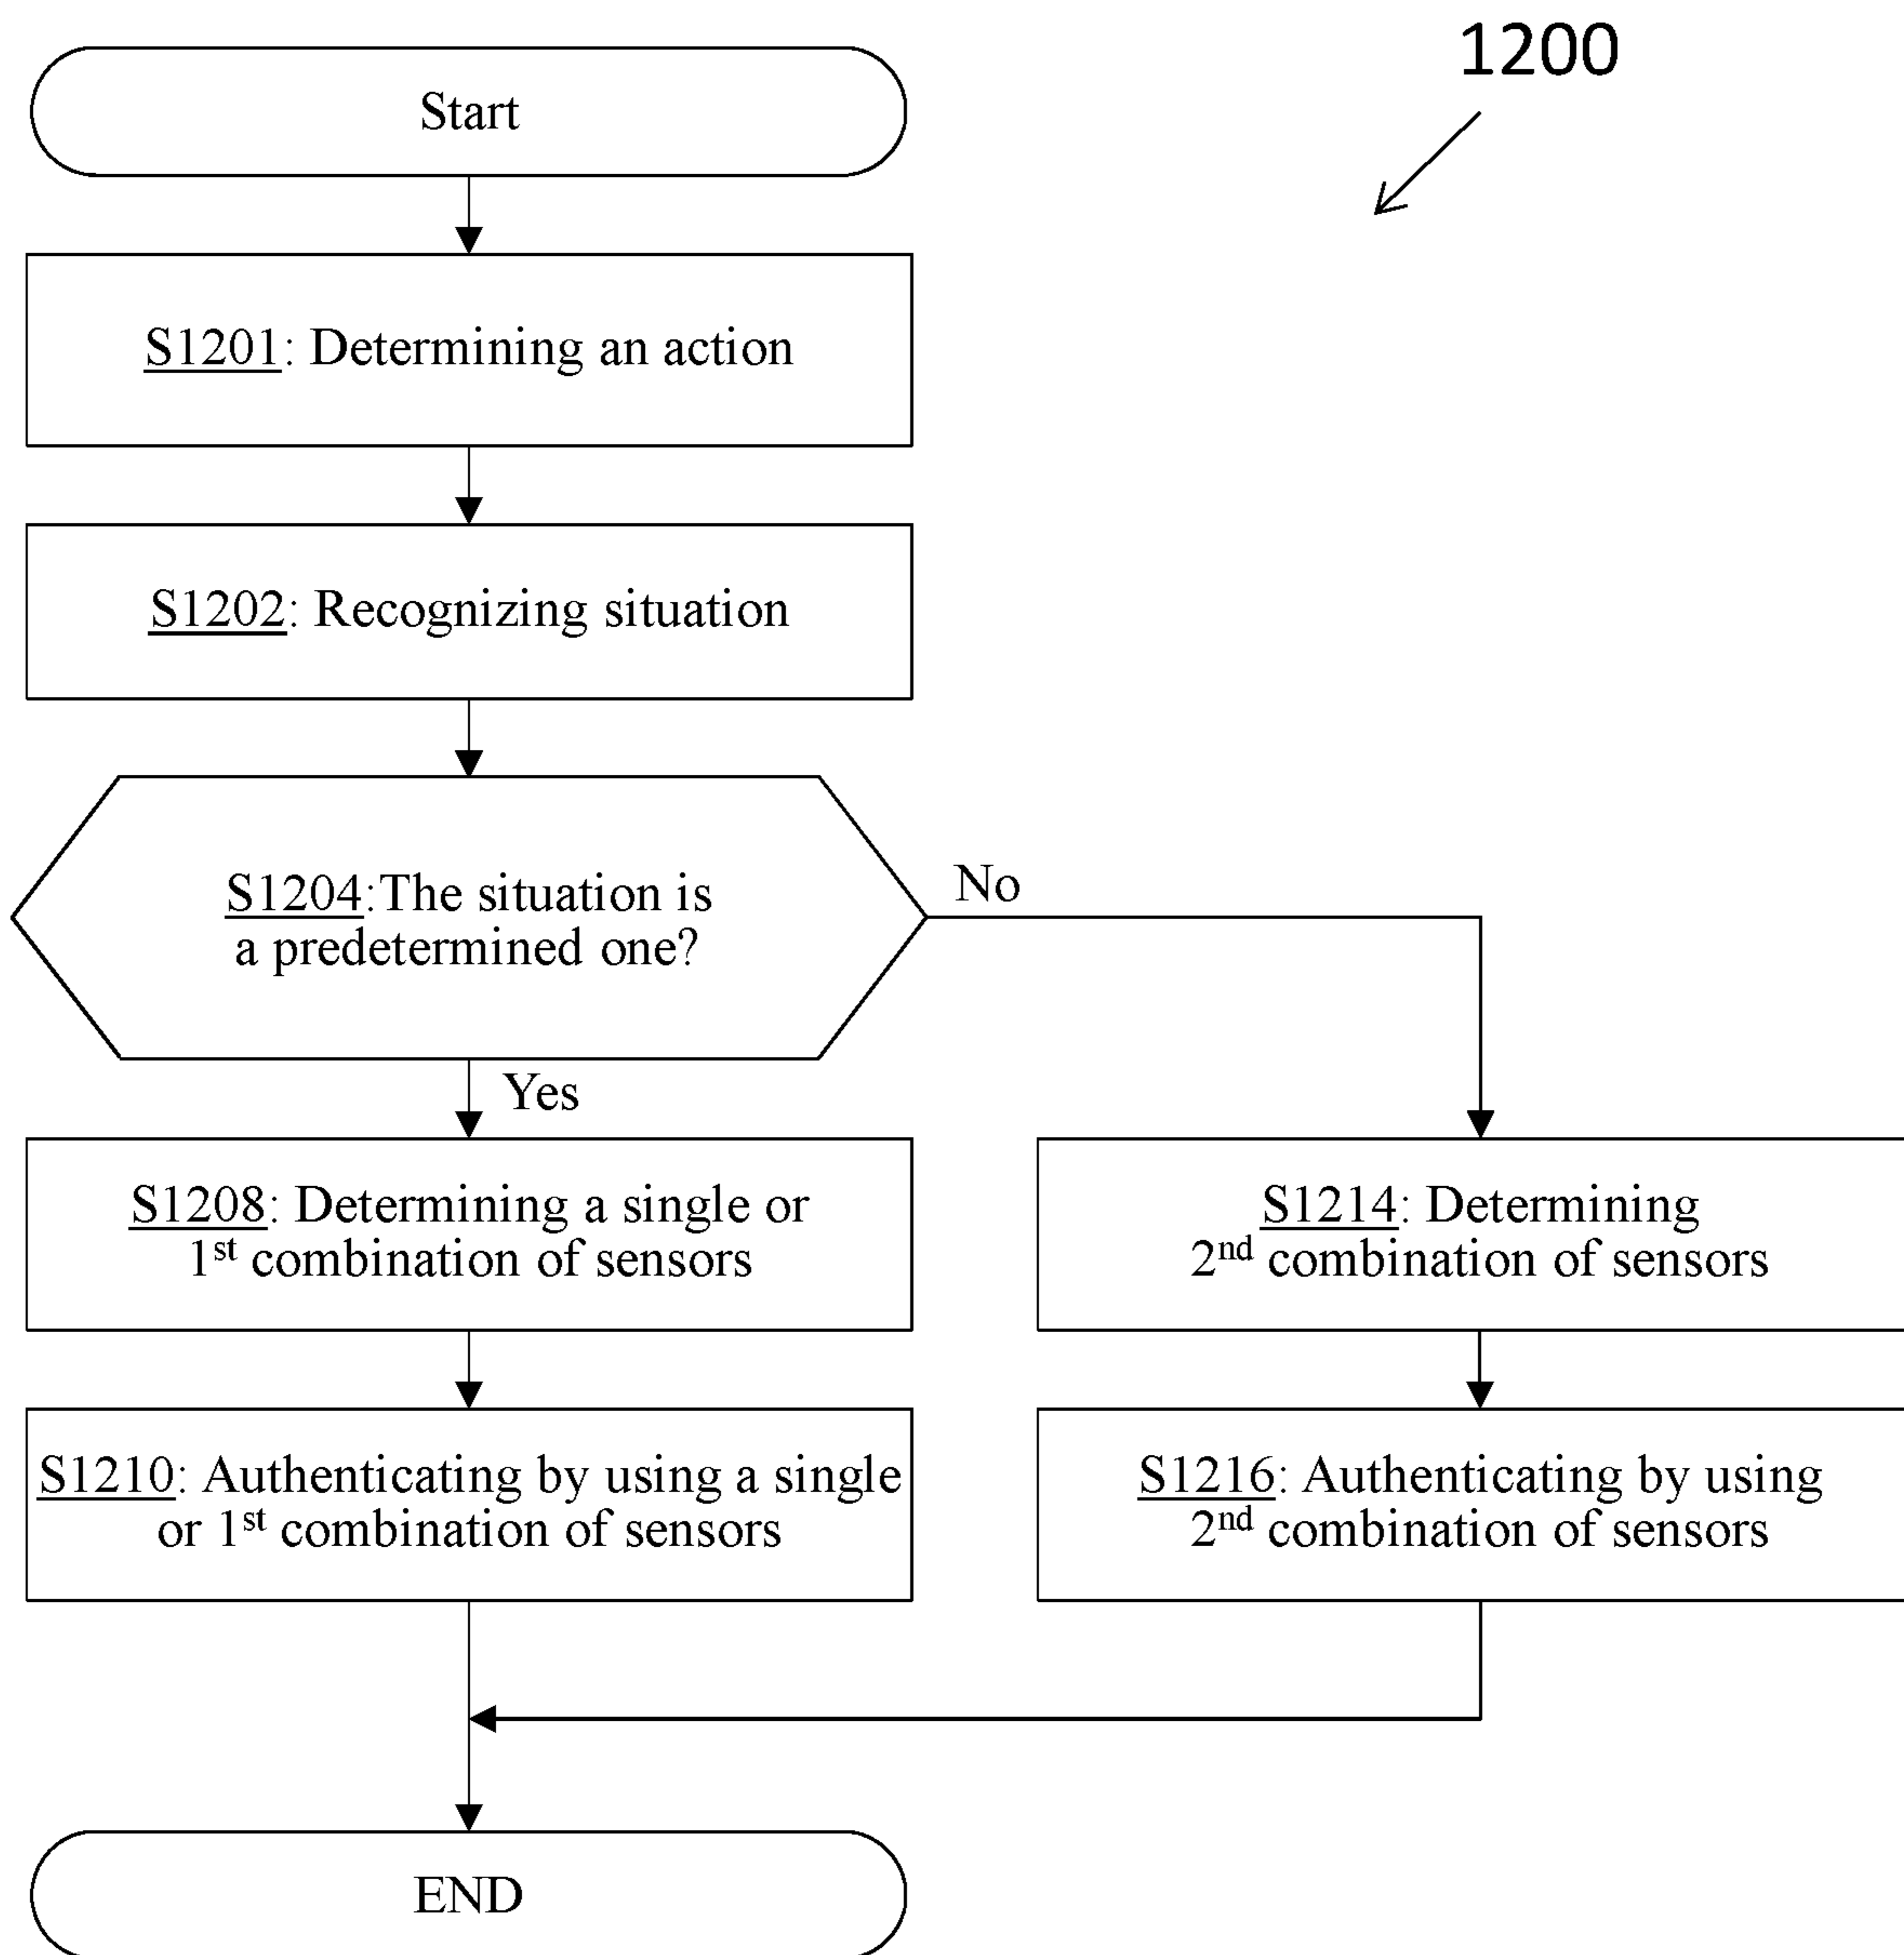 1200
Start
S1201: Determining an action
S1202: Recognizing situation
S1204:The situation is
a predetermined one?
No
Yes
S1208: Determining a single or
1st combination of sensors
S1214: Determining
2nd combination of sensors
S1210: Authenticating by using a single
or 1st combination of sensors
S1216: Authenticating by using
2nd combination of sensors
END